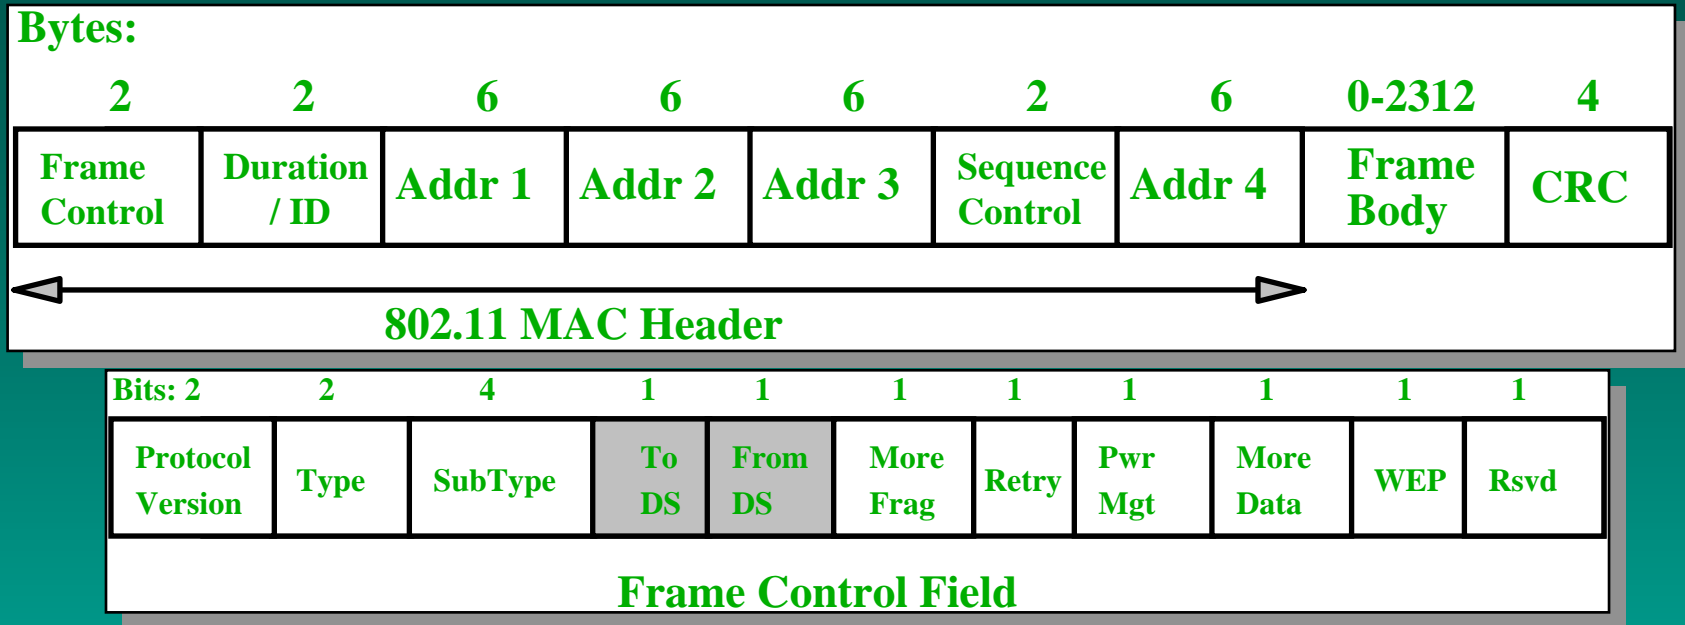 Bytes:
2 2 6 6 6 2 6 0-2312 4
Frame Control
Duration / ID
Addr 1
Addr 2
Addr 3
Sequence Control
Addr 4
Frame Body
CRC
802.11 MAC Header
Bits: 2 2 4 1 1 1 1 1 1 1 1
Protocol Version
Type
SubType
To DS
From DS
More Frag
Retry
Pwr Mgt
More Data
WEP
Rsvd
Frame Control Field